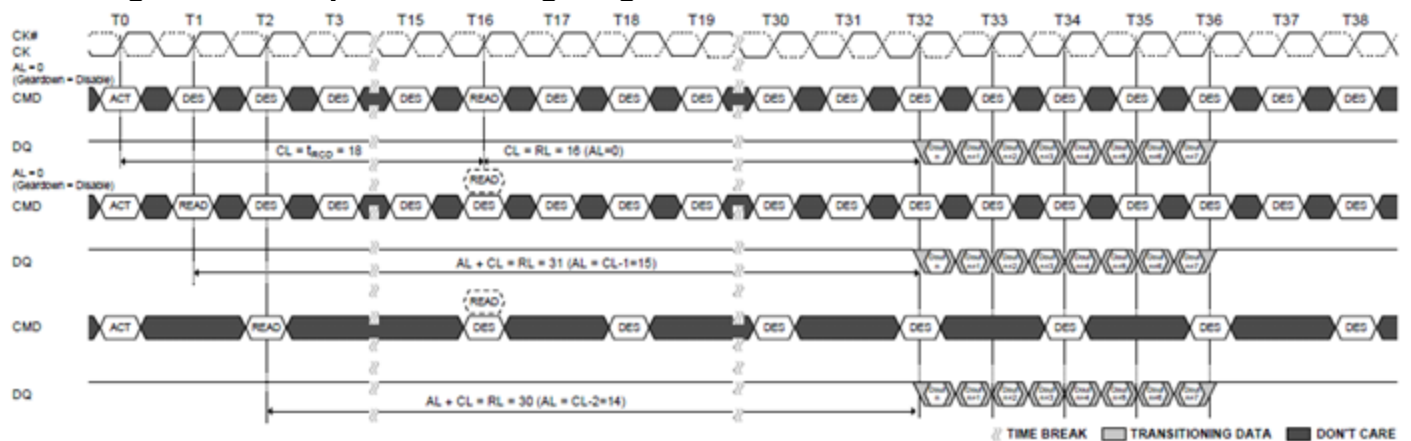 T0 T1 T2 T3 T15 T16 T17 T18 T19 T30 T31 T32 T33 T34 T35 T36 T37 T38
CK#
CK
AL = 0
(Geardown = Disable)
CMD ACT DES DES DES DES READ DES DES DES DES DES DES DES DES DES DES DES DES
DQ
CL = tRCD = 18 CL = RL = 16 (AL=0)
AL = 0
(Geardown = Disable)
READ
CMD ACT READ DES DES DES DES DES DES DES DES DES DES DES DES DES DES DES DES
DQ
AL + CL = RL = 31 (AL = CL-1=15)
READ
CMD ACT READ DES DES DES DES DES DES DES
DQ
AL + CL = RL = 30 (AL = CL-2=14)
TIME BREAK TRANSITIONING DATA DON'T CARE